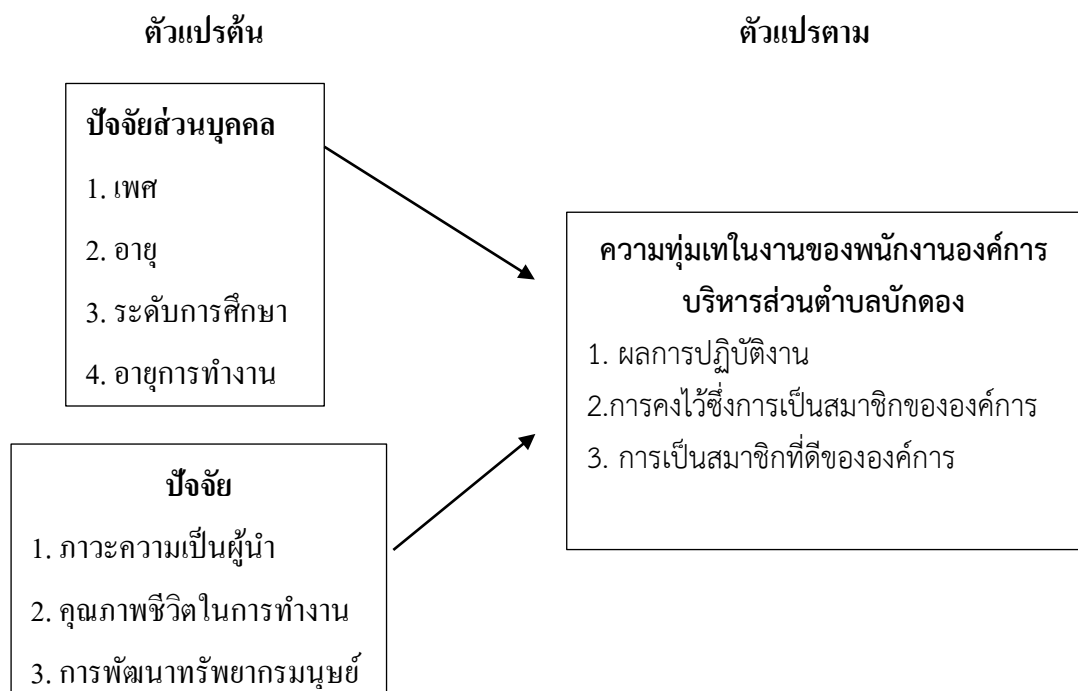 ตัวแปรต้น
ตัวแปรตาม
ปัจจัยส่วนบุคคล
1. เพศ
2. อายุ
3. ระดับการศึกษา
4. อายุการทำงาน
ความทุ่มเทในงานของพนักงานองค์การ
บริหารส่วนตำบลบักดอง
1. ผลการปฏิบัติงาน
2.การคงไว้ซึ่งการเป็นสมาชิกขององค์การ
3. การเป็นสมาชิกที่ดีขององค์การ
ปัจจัย
1. ภาวะความเป็นผู้นำ
2. คุณภาพชีวิตในการทำงาน
3. การพัฒนาทรัพยากรมนุษย์